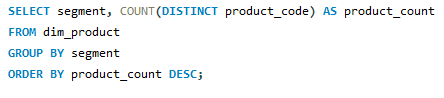 SELECT segment, COUNT(DISTINCT product_code) AS product_count
FROM dim_product
GROUP BY segment
ORDER BY product_count DESC;